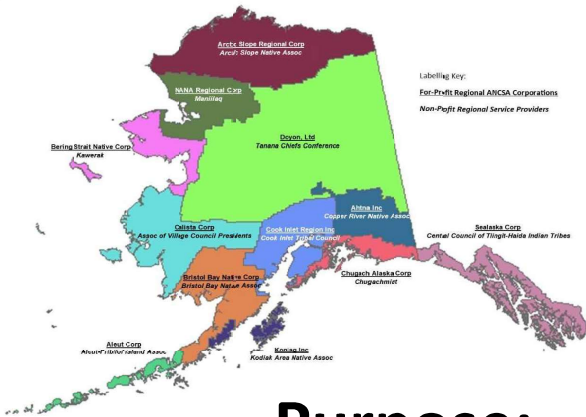 Arctic Slope Regional Corp
Arctic Slope Native Assoc
Labelling Key:
NANA Regional Corp
Maniilaq
For-Profit Regional ANCSA Corporations
Non-Profit Regional Service Providers
Doyon, Ltd
Tanana Chiefs Conference
Bering Strait Native Corp
Kawerak
Ahtna Inc
Copper River Native Assoc
Calista Corp
Assoc of Village Council Presidents
Cook Inlet Region Inc
Cook Inlet Tribal Council
Sealaska Corp
Central Council of Tlingit-Haida Indian Tribes
Bristol Bay Native Corp
Bristol Bay Native Assoc
Chugach Alaska Corp
Chugachmiut
Aleut Corp
Koniag Inc
Kodiak Area Native Assoc
Purpose: